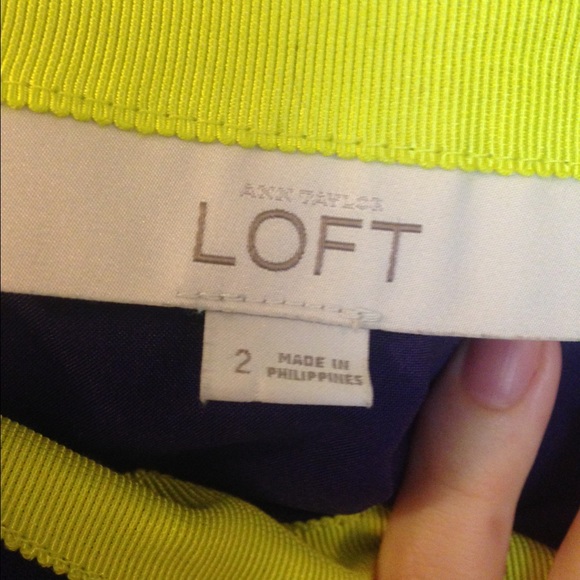 ANN TAYLOR
LOFT
2 MADE IN
PHILIPPINES